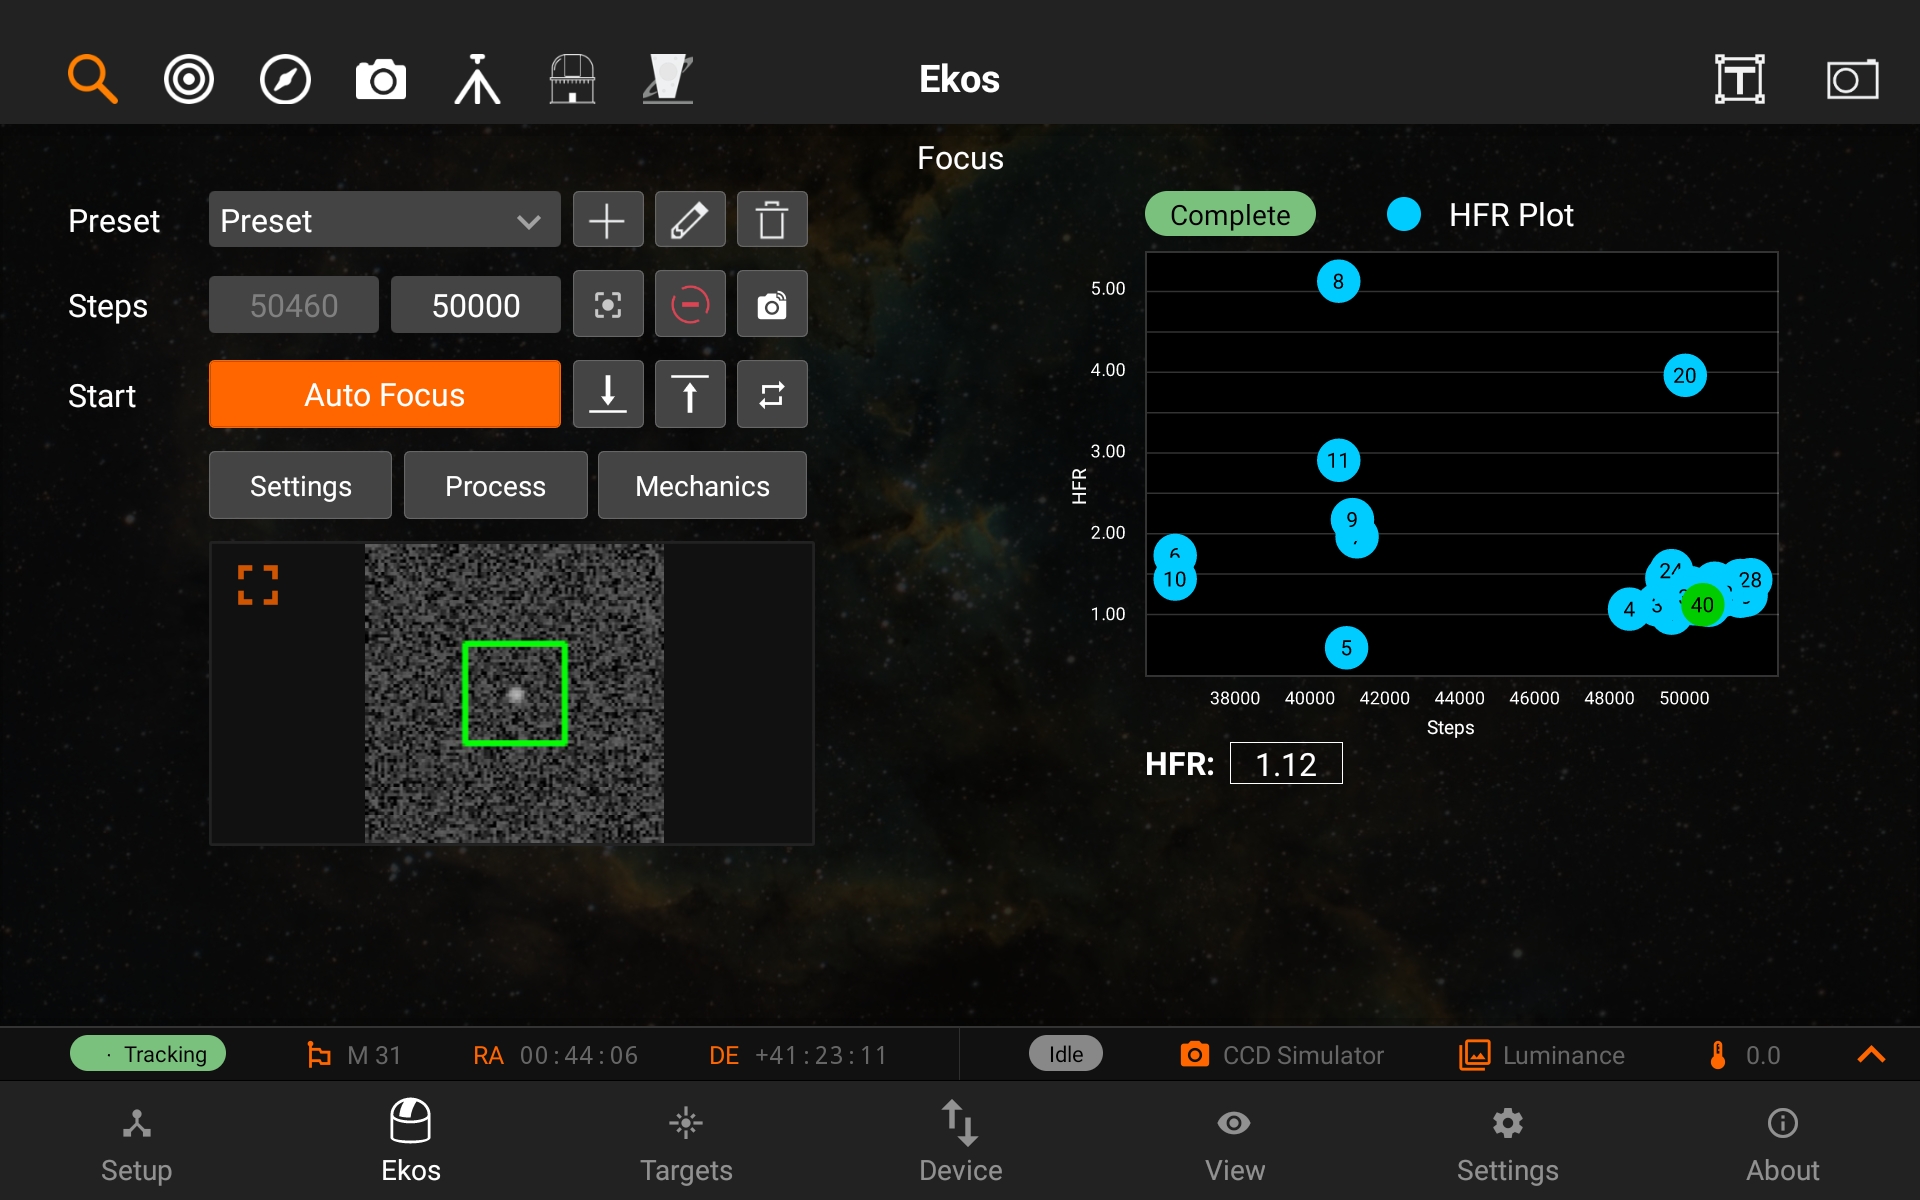 Ekos
Focus
Preset Preset
Complete HFR Plot
Steps 50460 50000
Start Auto Focus
Settings Process Mechanics
5.00
4.00
3.00
2.00
1.00
HFR
8
20
11
9
6
10
24
28
4
40
5
38000 40000 42000 44000 46000 48000 50000
Steps
HFR: 1.12
Tracking M 31 RA 00:44:06 DE +41:23:11 Idle CCD Simulator Luminance 0.0
Setup Ekos Targets Device View Settings About